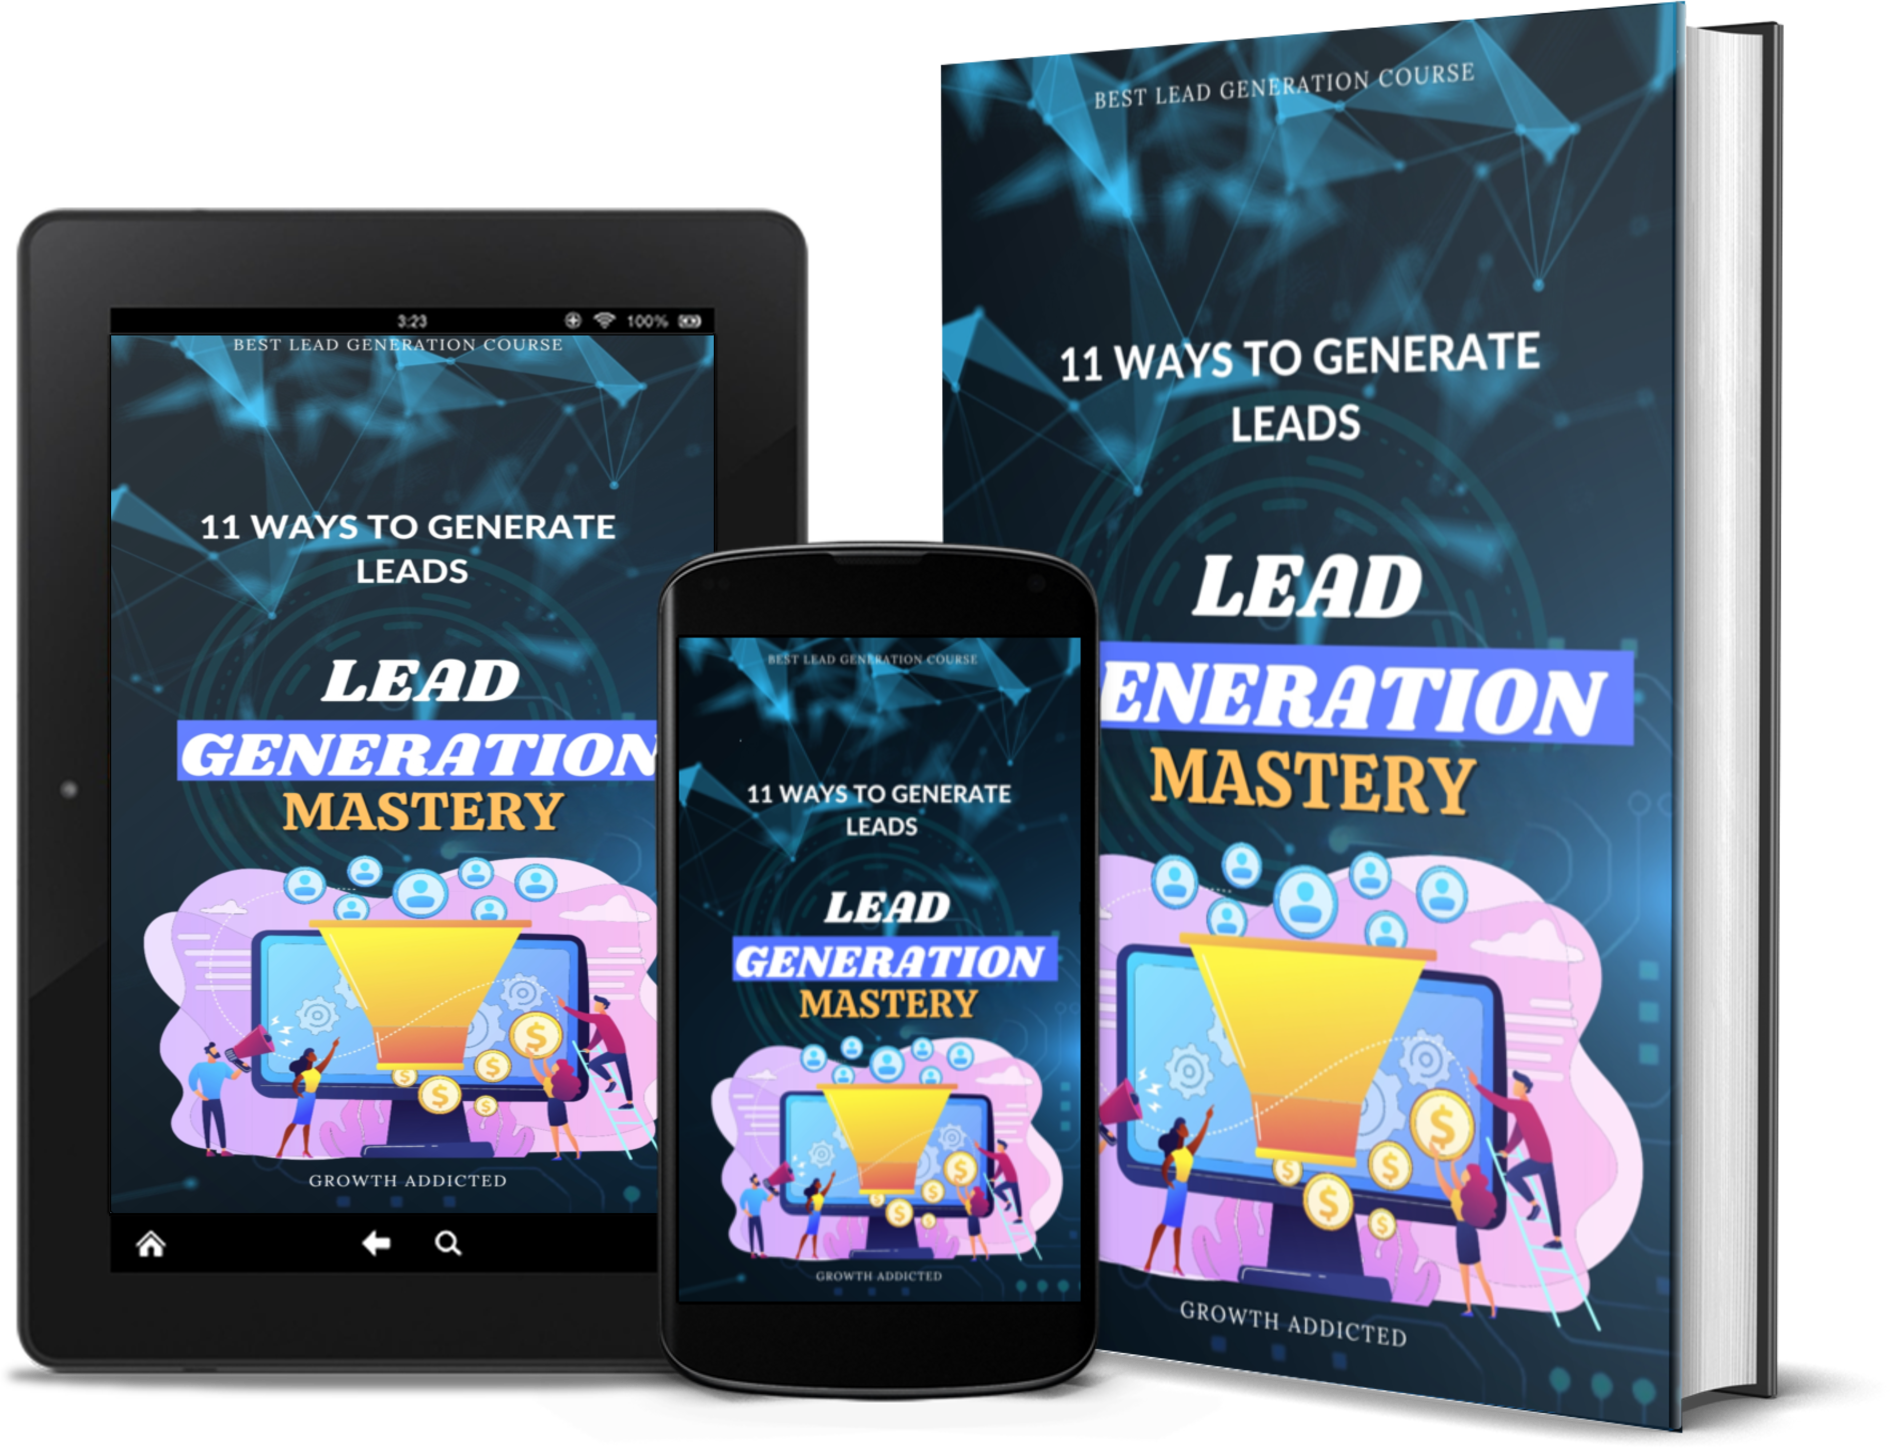 3:23
100%
BEST LEAD GENERATION COURSE
11 WAYS TO GENERATE
LEADS
LEAD
GENERATION
MASTERY
GROWTH ADDICTED
BEST LEAD GENERATION COURSE
11 WAYS TO GENERATE
LEADS
LEAD
GENERATION
MASTERY
GROWTH ADDICTED
BEST LEAD GENERATION COURSE
11 WAYS TO GENERATE
LEADS
LEAD
ENERATION
MASTERY
GROWTH ADDICTED